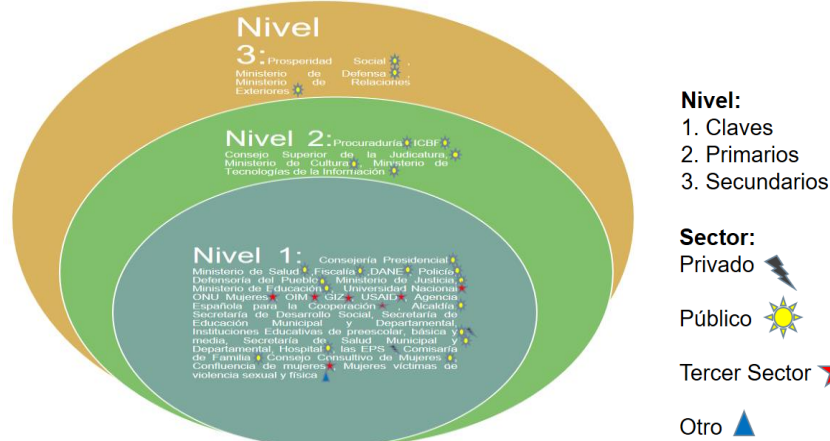 Nivel
3:Prosperidad Social ,
Ministerio de Defensa ,
Ministerio de Relaciones
Exteriores
Nivel 2:Procuraduría ICBF
Consejo Superior de la Judicatura,
Ministerio de Cultura , Ministerio de
Tecnologías de la Información
Nivel 1: Consejería Presidencial
Ministerio de Salud ,Fiscalía ,DANE , Policía
Defensoría del Pueblo , Ministerio de Justicia
Ministerio de Educación , Universidad Nacional
ONU Mujeres , OIM , GIZ , USAID , Agencia
Española para la Cooperación , Alcaldía
Secretaría de Desarrollo Social, Secretaría de
Educación Municipal y Departamental,
Instituciones Educativas de preescolar, básica y
media, Secretaría de Salud Municipal y
Departamental, Hospital , las EPS , Comisaría
de Familia , Consejo Consultivo de Mujeres ,
Confluencia de mujeres , Mujeres víctimas de
violencia sexual y física
Nivel:
1. Claves
2. Primarios
3. Secundarios
Sector:
Privado
Público
Tercer Sector
Otro